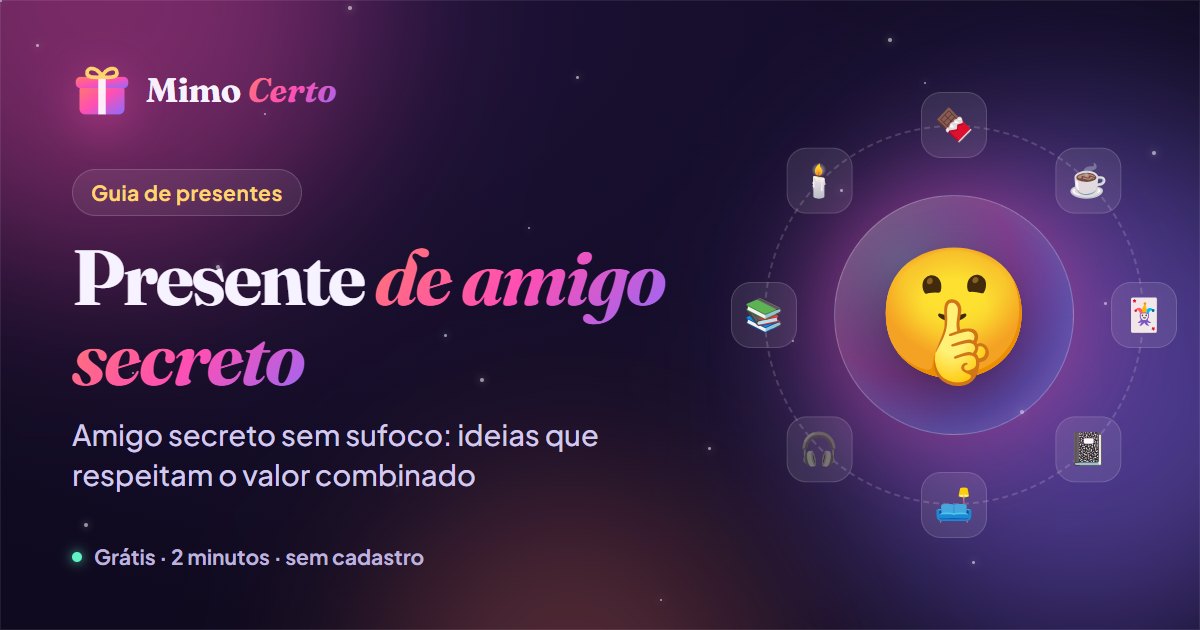 Mimo Certo
Guia de presentes
Presente de amigo
secreto
Amigo secreto sem sufoco: ideias que
respeitam o valor combinado
Grátis · 2 minutos · sem cadastro